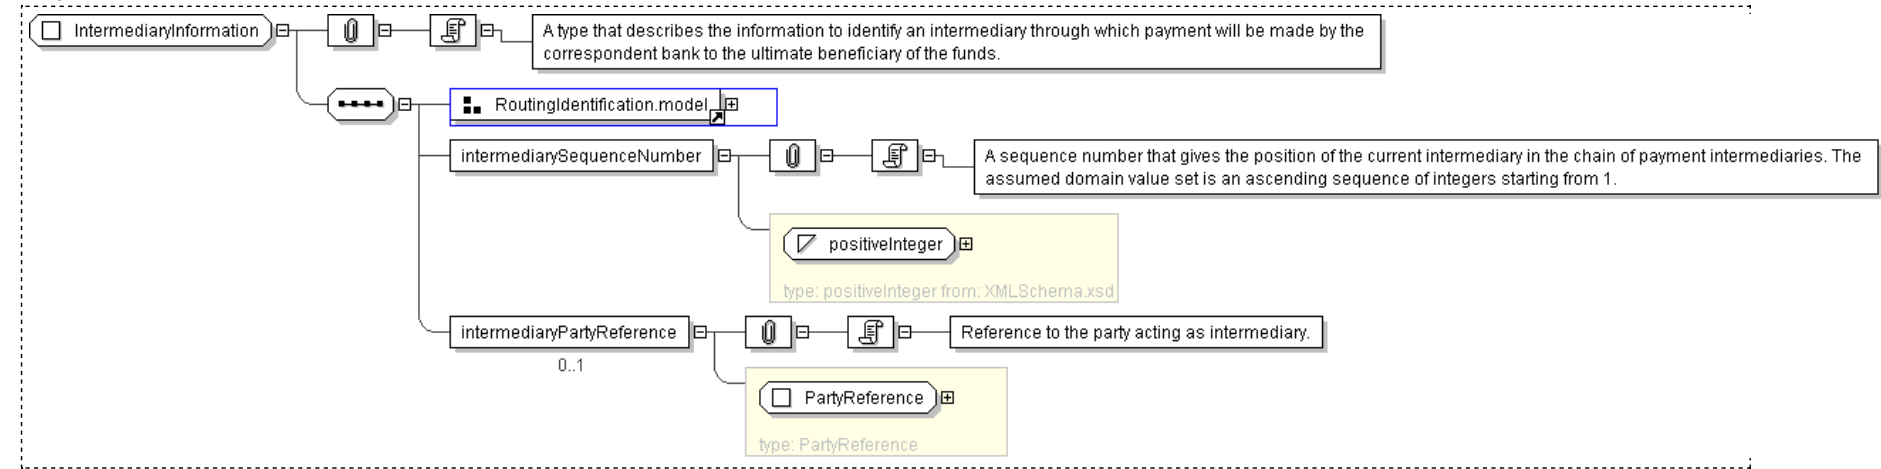 IntermediaryInformation
A type that describes the information to identify an intermediary through which payment will be made by the
correspondent bank to the ultimate beneficiary of the funds.
RoutingIdentification.model
intermediarySequenceNumber
A sequence number that gives the position of the current intermediary in the chain of payment intermediaries. The
assumed domain value set is an ascending sequence of integers starting from 1.
positiveInteger
type: positiveInteger from: XMLSchema.xsd
intermediaryPartyReference
Reference to the party acting as intermediary.
0..1
PartyReference
type: PartyReference